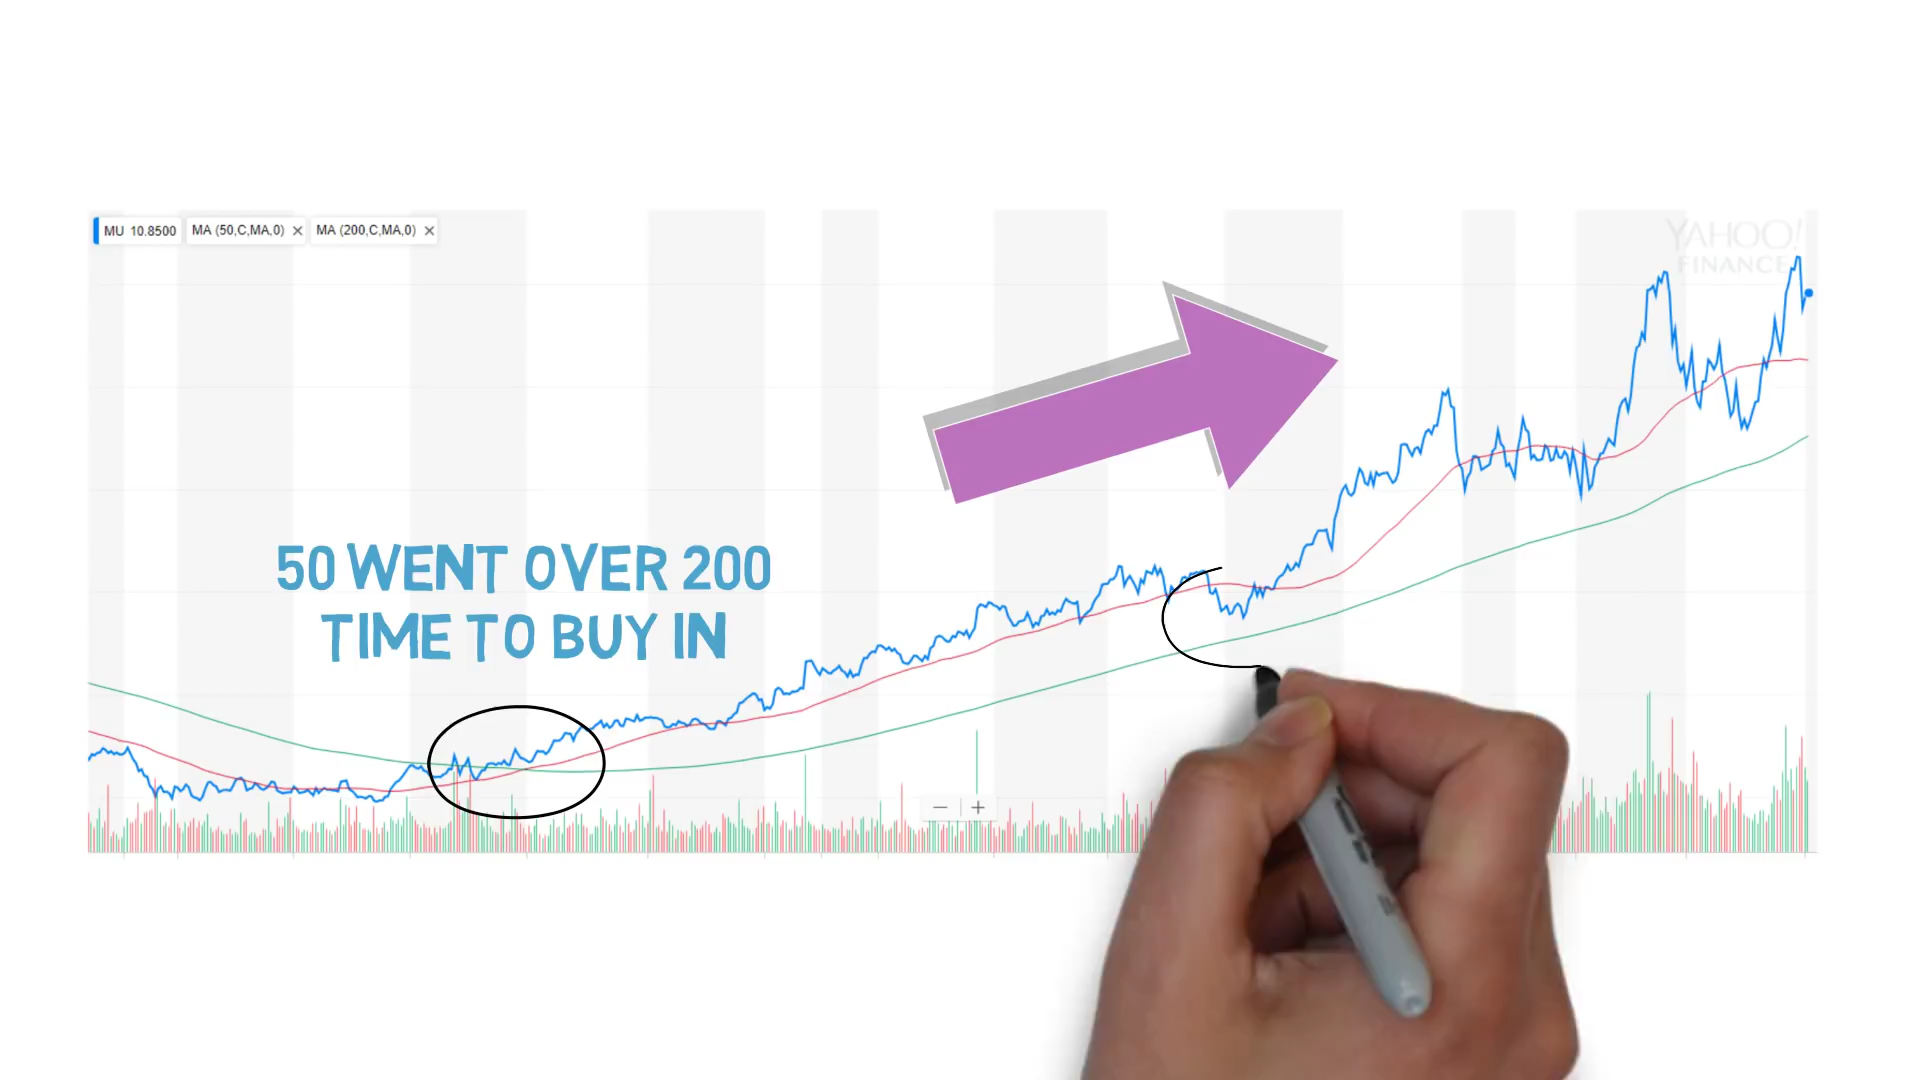 MU 10.8500 MA (50,C,MA,0) × MA (200,C,MA,0) ×
YAHOO!
FINANCE
50 WENT OVER 200
TIME TO BUY IN
− +